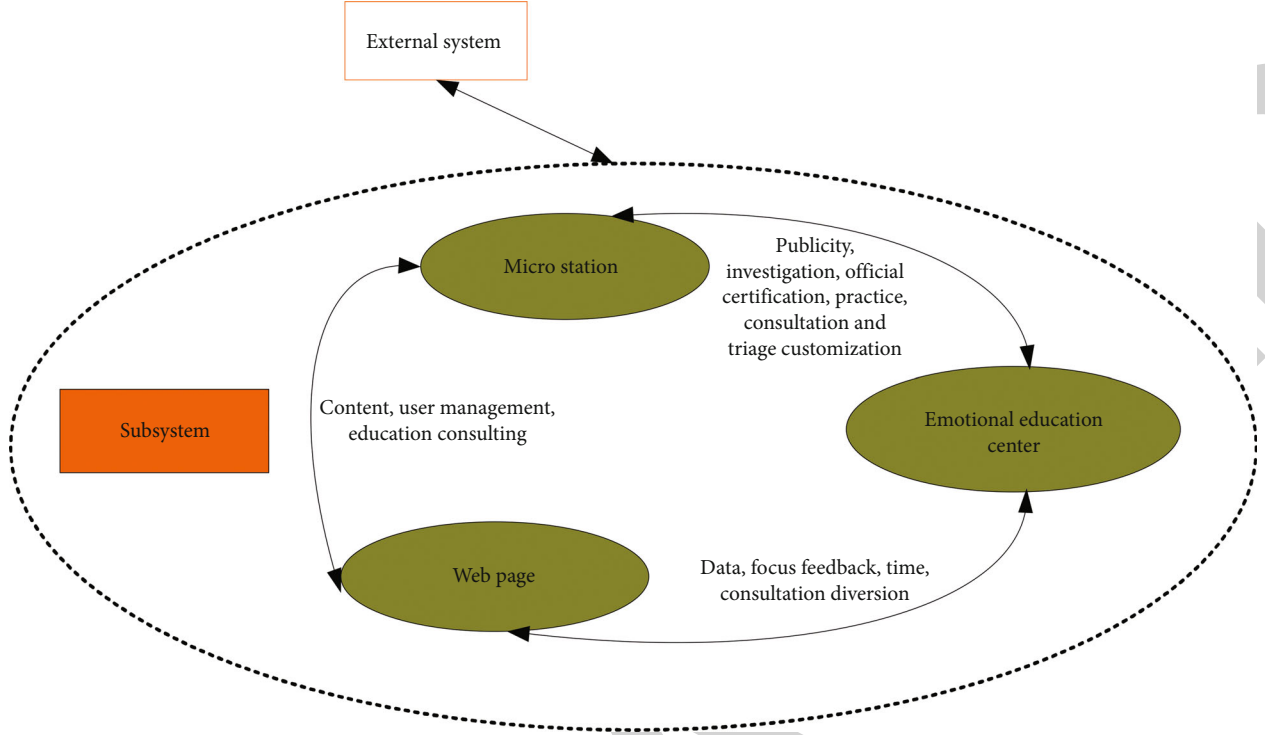 External system
Micro station
Publicity,
investigation, official
certification, practice,
consultation and
triage customization
Subsystem
Content, user management,
education consulting
Emotional education
center
Web page
Data, focus feedback, time,
consultation diversion